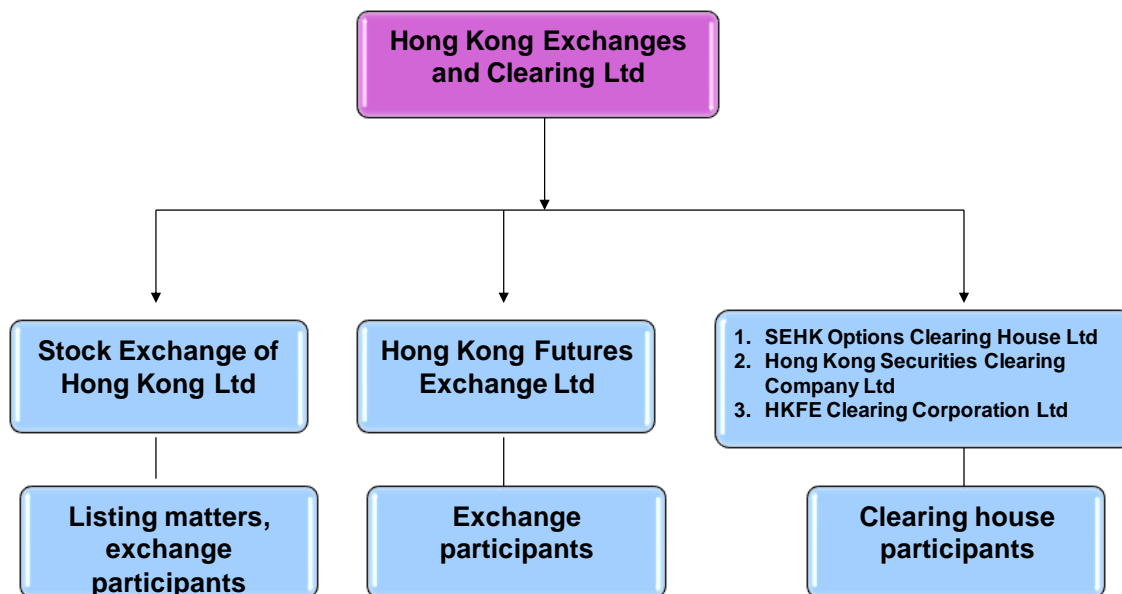 Hong Kong Exchanges
and Clearing Ltd
Stock Exchange of
Hong Kong Ltd
Hong Kong Futures
Exchange Ltd
1. SEHK Options Clearing House Ltd
2. Hong Kong Securities Clearing
Company Ltd
3. HKFE Clearing Corporation Ltd
Listing matters,
exchange
participants
Exchange
participants
Clearing house
participants